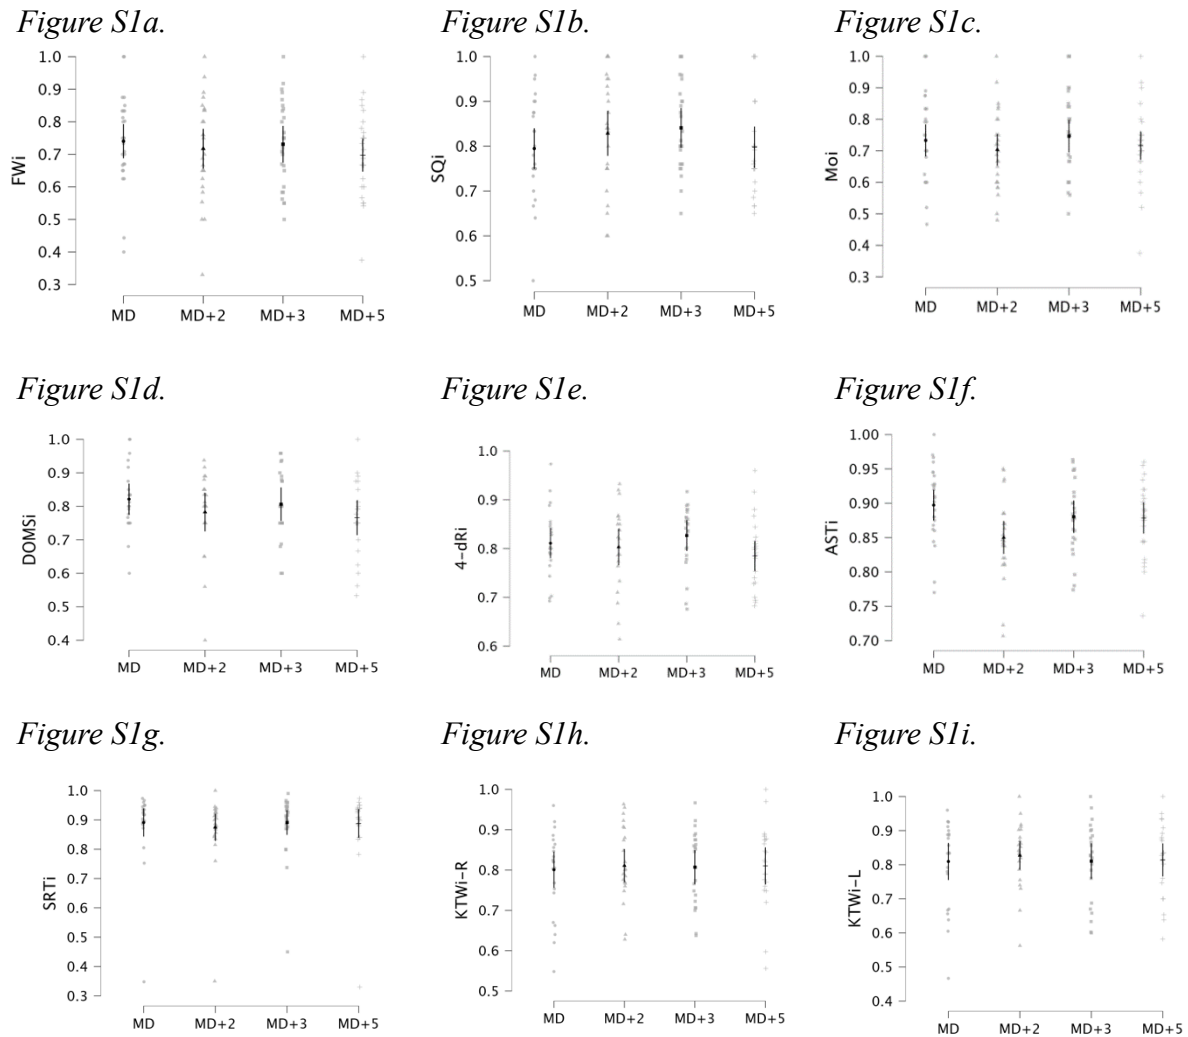 Figure S1a.
1.0
0.9
0.8
0.7
0.6
0.5
0.4
0.3
FWi
MD MD+2 MD+3 MD+5
Figure S1b.
1.0
0.9
0.8
0.7
0.6
0.5
SQi
MD MD+2 MD+3 MD+5
Figure S1c.
1.0
0.9
0.8
0.7
0.6
0.5
0.4
0.3
Moi
MD MD+2 MD+3 MD+5
Figure S1d.
1.0
0.9
0.8
0.7
0.6
0.5
0.4
DOMSi
MD MD+2 MD+3 MD+5
Figure S1e.
1.0
0.9
0.8
0.7
0.6
4-dRi
MD MD+2 MD+3 MD+5
Figure S1f.
1.00
0.95
0.90
0.85
0.80
0.75
0.70
ASTi
MD MD+2 MD+3 MD+5
Figure S1g.
1.0
0.9
0.8
0.7
0.6
0.5
0.4
0.3
SRTi
MD MD+2 MD+3 MD+5
Figure S1h.
1.0
0.9
0.8
0.7
0.6
0.5
KTWi-R
MD MD+2 MD+3 MD+5
Figure S1i.
1.0
0.9
0.8
0.7
0.6
0.5
0.4
KTWi-L
MD MD+2 MD+3 MD+5